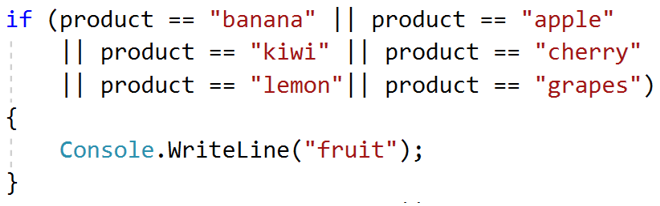 if (product == "banana" || product == "apple"
|| product == "kiwi" || product == "cherry"
|| product == "lemon"|| product == "grapes")
{
Console.WriteLine("fruit");
}